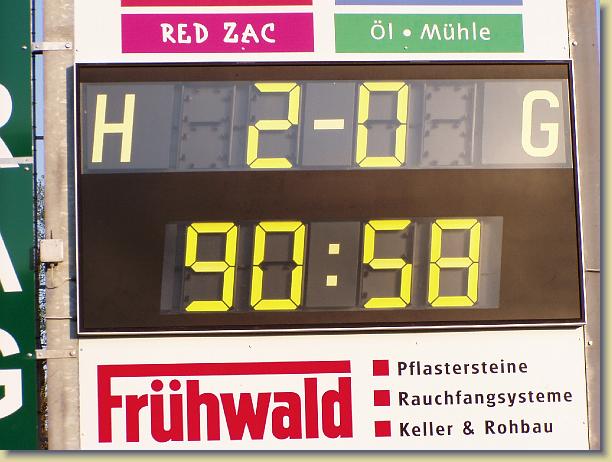 RED ZAC Öl • Mühle
H 2-0 G
90:58
Frühwald
Pflastersteine
Rauchfangsysteme
Keller & Rohbau